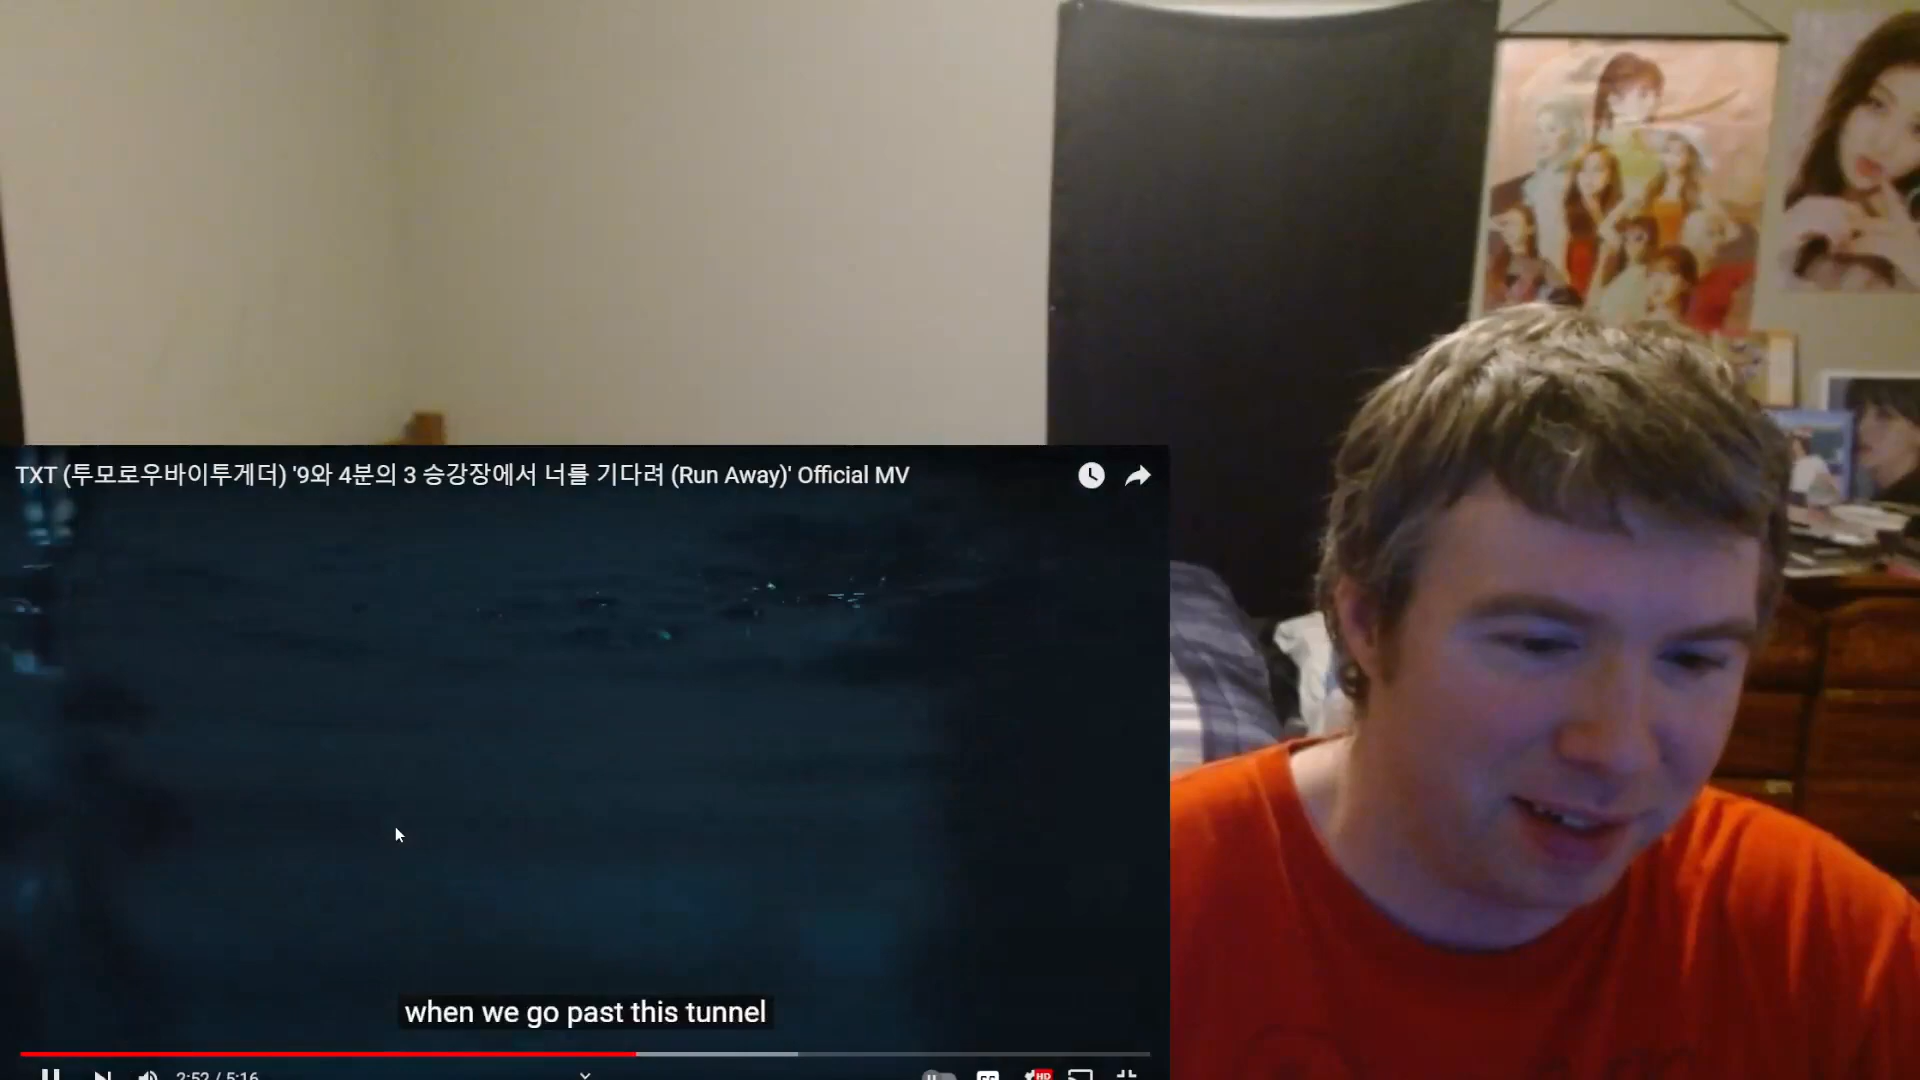 TXT (투모로우바이투게더) '9와 4분의 3 승강장에서 너를 기다려 (Run Away)' Official MV
when we go past this tunnel
2:52 / 5:16
HD